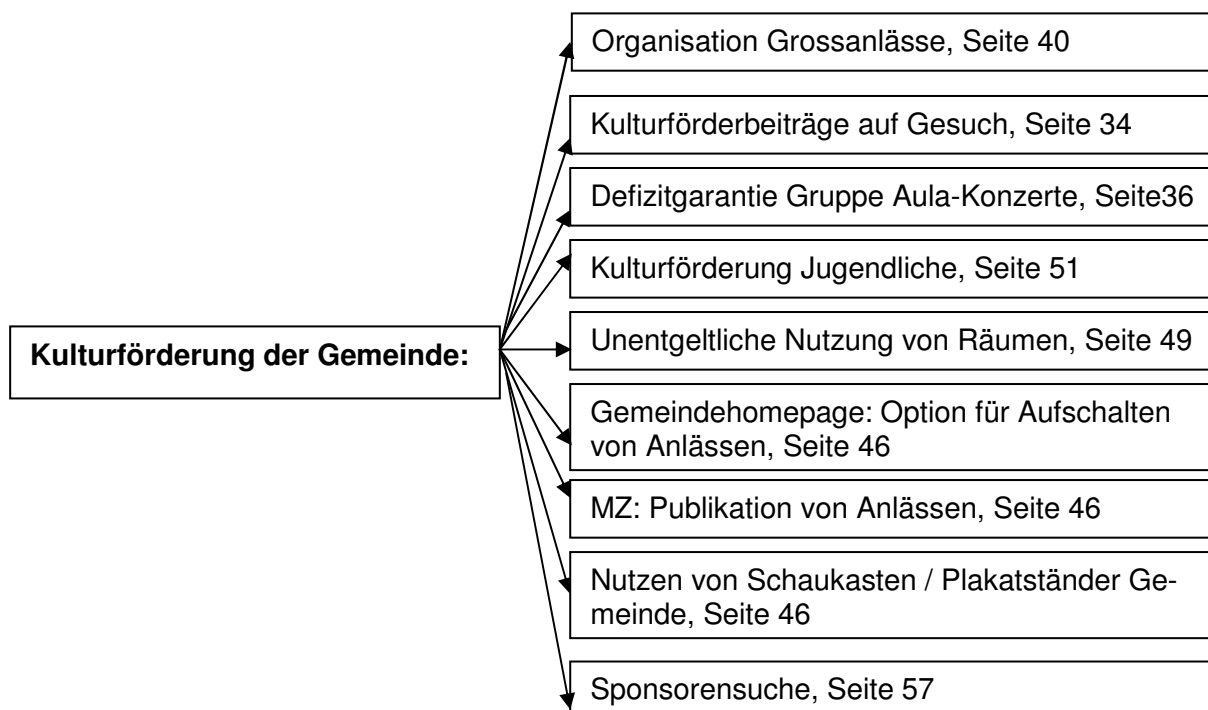 Organisation Grossanlässe, Seite 40
Kulturförderbeiträge auf Gesuch, Seite 34
Defizitgarantie Gruppe Aula-Konzerte, Seite36
Kulturförderung Jugendliche, Seite 51
Kulturförderung der Gemeinde:
Unentgeltliche Nutzung von Räumen, Seite 49
Gemeindehomepage: Option für Aufschalten
von Anlässen, Seite 46
MZ: Publikation von Anlässen, Seite 46
Nutzen von Schaukasten / Plakatständer Ge-
meinde, Seite 46
Sponsorensuche, Seite 57